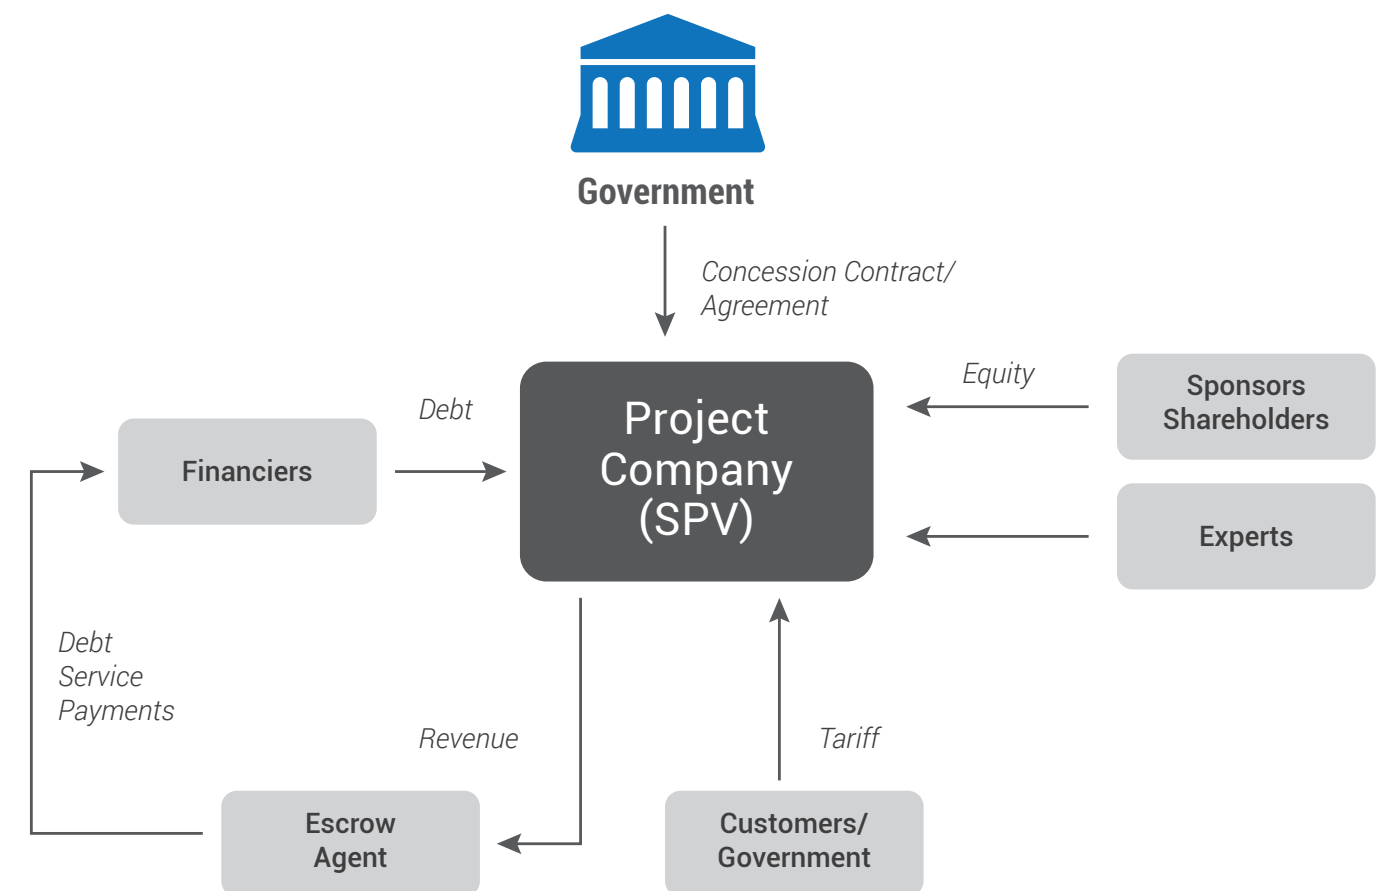 Government
Concession Contract/
Agreement
Equity
Sponsors
Shareholders
Debt
Project
Company
(SPV)
Financiers
Experts
Debt
Service
Payments
Revenue
Tariff
Escrow
Agent
Customers/
Government